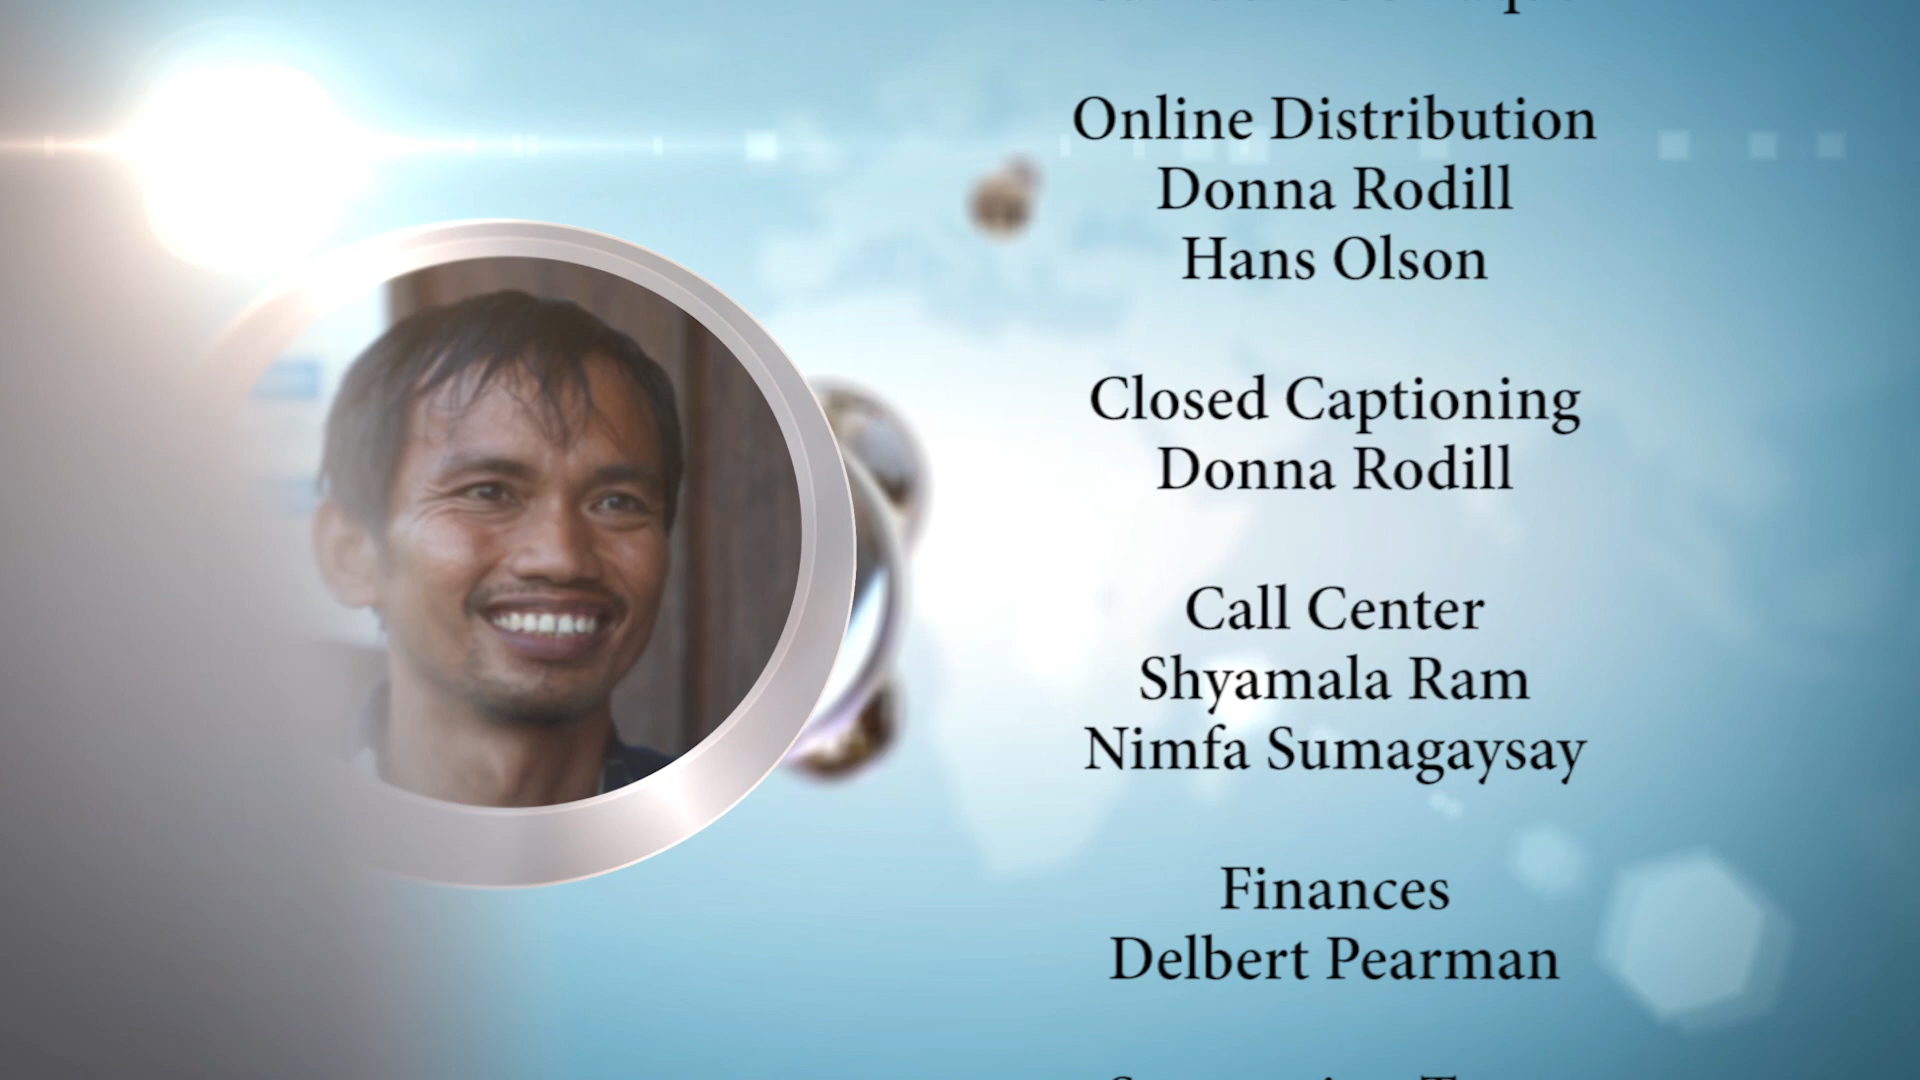 Online Distribution
Donna Rodill
Hans Olson
Closed Captioning
Donna Rodill
Call Center
Shyamala Ram
Nimfa Sumagaysay
Finances
Delbert Pearman